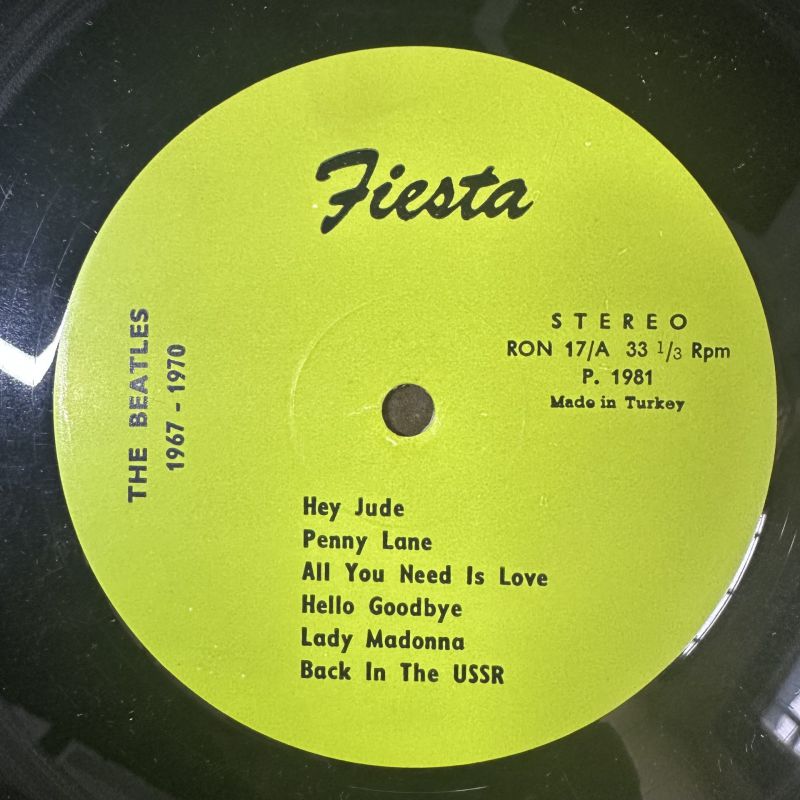 Fiesta
THE BEATLES
1967 - 1970
STEREO
RON 17/A 33 1/3 Rpm
P. 1981
Made in Turkey
Hey Jude
Penny Lane
All You Need Is Love
Hello Goodbye
Lady Madonna
Back In The USSR